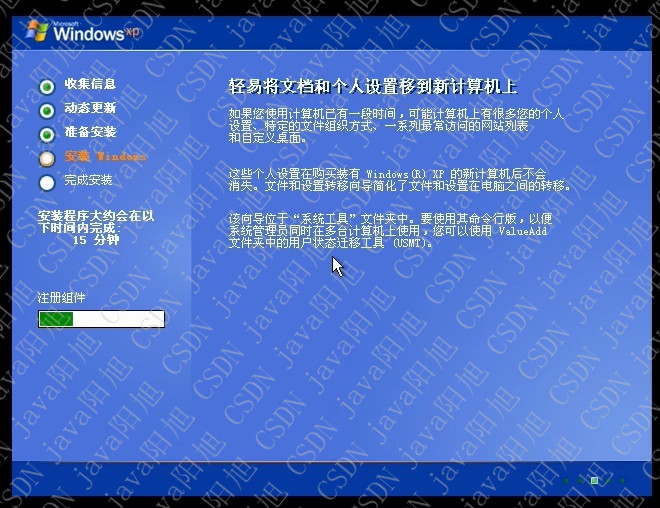 Microsoft
Windows xp
收集信息
动态更新
准备安装
安装 Windows
完成安装
安装程序大约会在以
下时间内完成:
15 分钟
注册组件
轻易将文档和个人设置移到新计算机上
如果您使用计算机已有一段时间，可能计算机上有很多您的个人
设置、特定的文件组织方式、一系列最常访问的网站列表
和自定义桌面。
这些个人设置在购买装有 Windows(R) XP 的新计算机后不会
消失。文件和设置转移向导简化了文件和设置在电脑之间的转移。
该向导位于“系统工具”文件夹中。要使用其命令行版，以便
系统管理员同时在多台计算机上使用，您可以使用 ValueAdd
文件夹中的用户状态迁移工具 (USMT)。
CSDN java阳旭